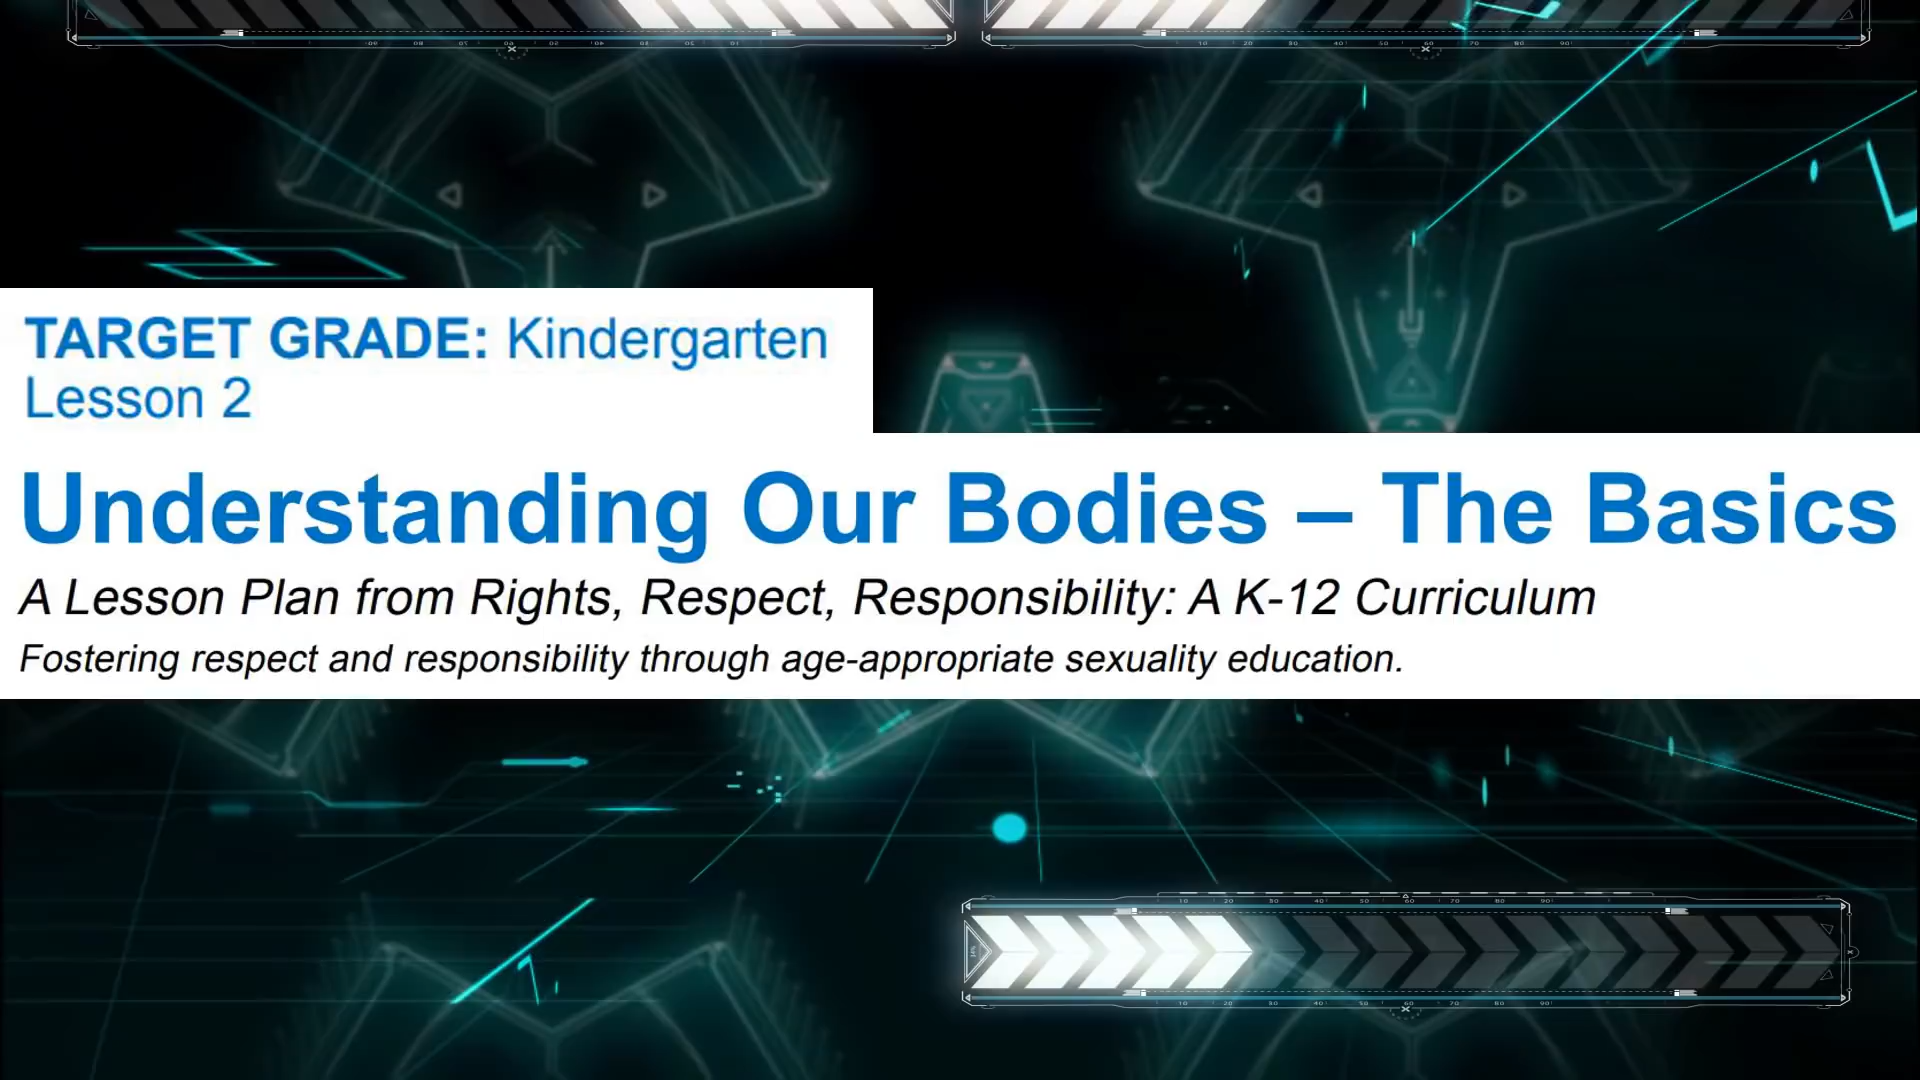 TARGET GRADE: Kindergarten
Lesson 2
Understanding Our Bodies – The Basics
A Lesson Plan from Rights, Respect, Responsibility: A K-12 Curriculum
Fostering respect and responsibility through age-appropriate sexuality education.